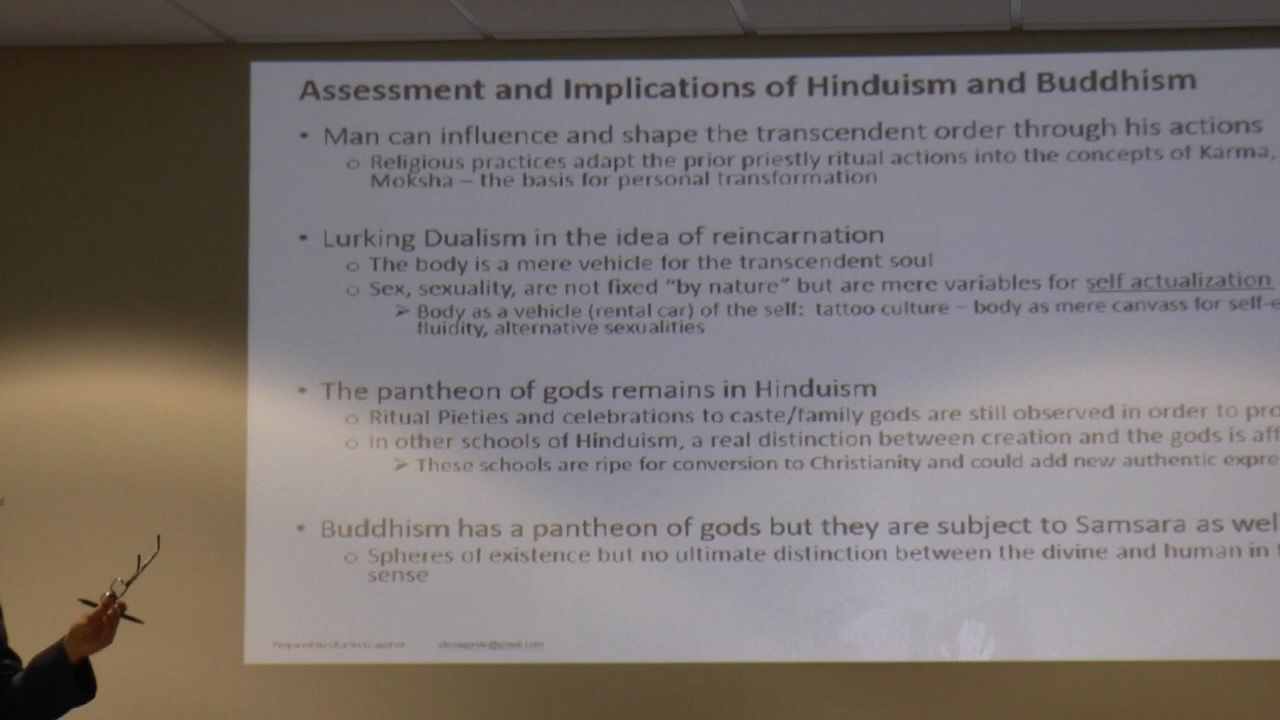 Assessment and Implications of Hinduism and Buddhism
• Man can influence and shape the transcendent order through his actions
o Religious practices adapt the prior priestly ritual actions into the concepts of Karma,
Moksha – the basis for personal transformation
• Lurking Dualism in the idea of reincarnation
o The body is a mere vehicle for the transcendent soul
o Sex, sexuality, are not fixed “by nature” but are mere variables for self actualization
➢ Body as a vehicle (rental car) of the self: tattoo culture – body as mere canvass for self-e
fluidity, alternative sexualities
• The pantheon of gods remains in Hinduism
o Ritual Pieties and celebrations to caste/family gods are still observed in order to pro
o In other schools of Hinduism, a real distinction between creation and the gods is aff
➢ These schools are ripe for conversion to Christianity and could add new authentic expre
• Buddhism has a pantheon of gods but they are subject to Samsara as wel
o Spheres of existence but no ultimate distinction between the divine and human in
sense
Prepared by Charles